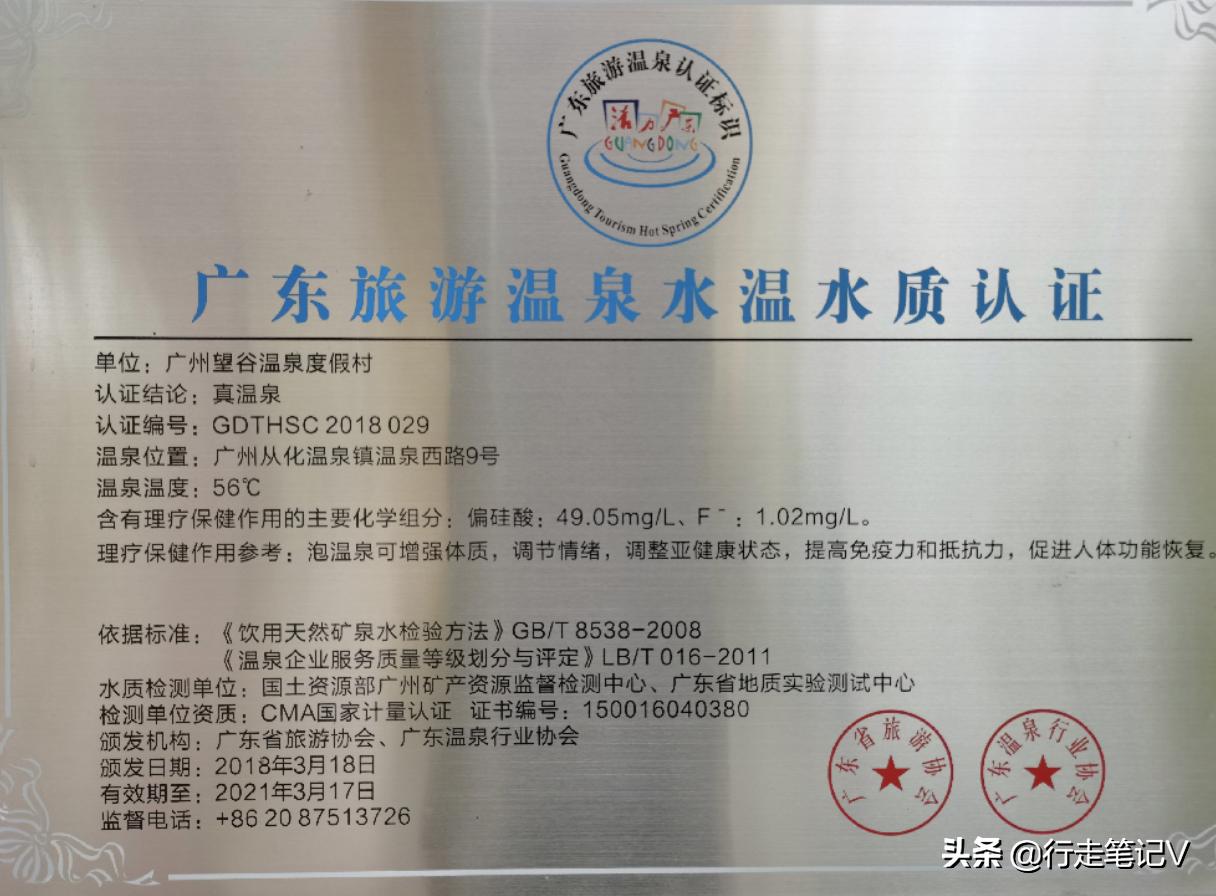 广东旅游温泉认证标识
活力广东
GUANGDONG
Guangdong Tourism Hot Spring Certification
广东旅游温泉水温水质认证
单位：广州望谷温泉度假村
认证结论：真温泉
认证编号：GDTHSC 2018 029
温泉位置：广州从化温泉镇温泉西路9号
温泉温度：56℃
含有理疗保健作用的主要化学组分：偏硅酸：49.05mg/L、F⁻：1.02mg/L。
理疗保健作用参考：泡温泉可增强体质，调节情绪，调整亚健康状态，提高免疫力和抵抗力，促进人体功能恢复。
依据标准：《饮用天然矿泉水检验方法》GB/T 8538-2008
《温泉企业服务质量等级划分与评定》LB/T 016-2011
水质检测单位：国土资源部广州矿产资源监督检测中心、广东省地质实验测试中心
检测单位资质：CMA国家计量认证 证书编号：150016040380
颁发机构：广东省旅游协会、广东温泉行业协会
颁发日期：2018年3月18日
有效期至：2021年3月17日
监督电话：+86 20 87513726
广东省旅游协会
广东温泉行业协会
头条 @行走笔记V